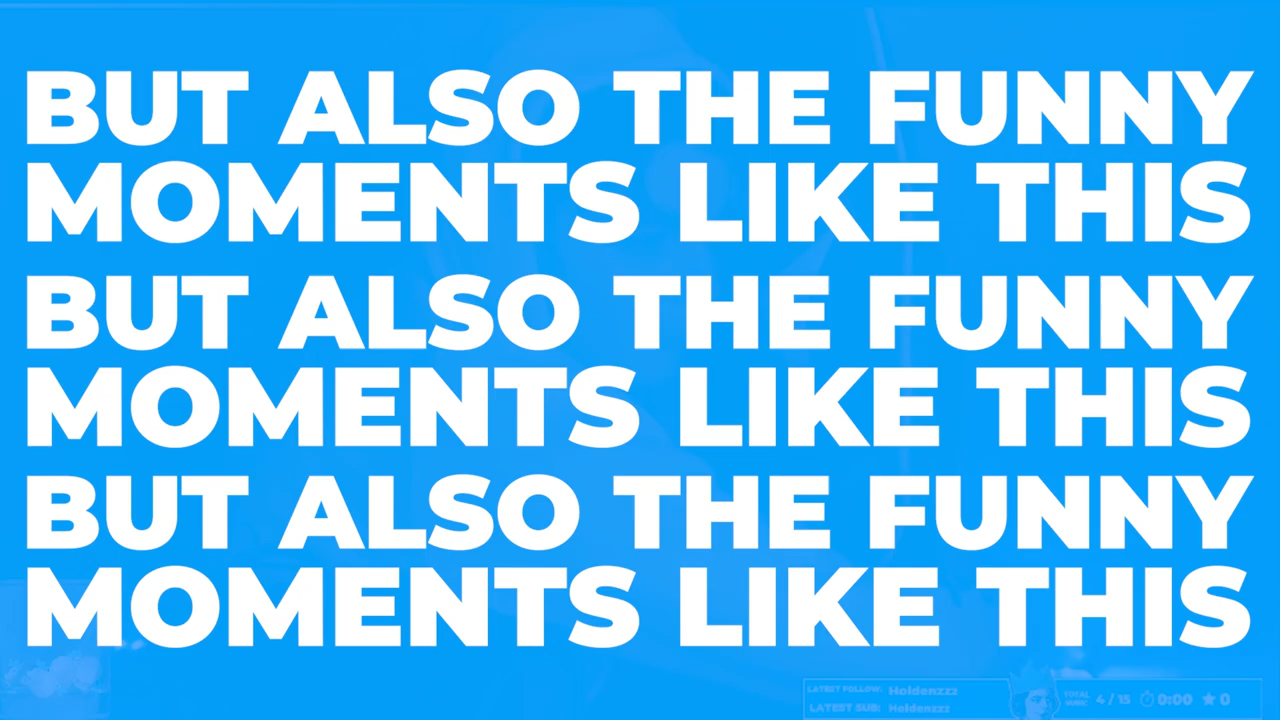 BUT ALSO THE FUNNY
MOMENTS LIKE THIS
BUT ALSO THE FUNNY
MOMENTS LIKE THIS
BUT ALSO THE FUNNY
MOMENTS LIKE THIS
LATEST FOLLOW: Holdenzzz
LATEST SUB: Holdenzzz
TOTAL
4 / 15 0:00 0